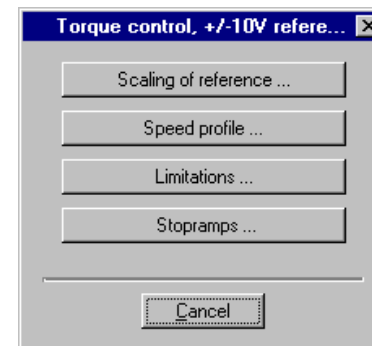 Torque control, +/-10V refere...
Scaling of reference ...
Speed profile ...
Limitations ...
Stopramps ...
Cancel